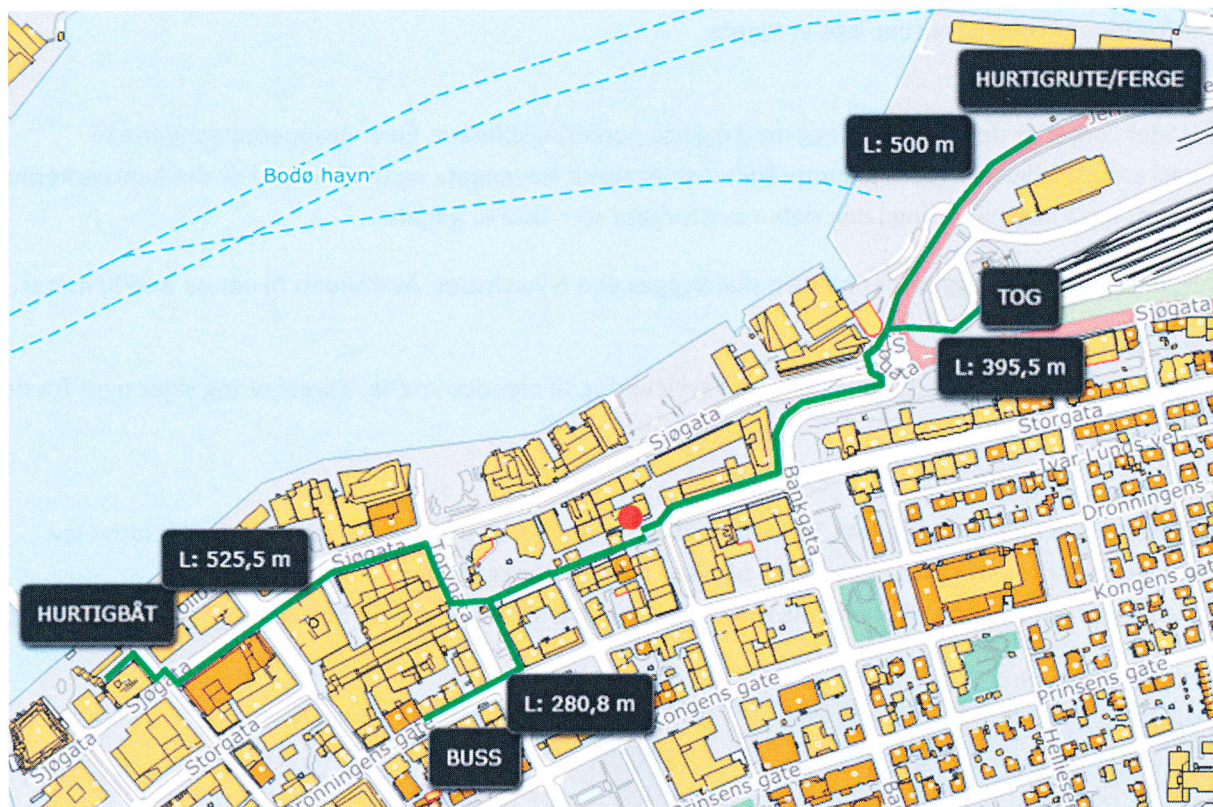 HURTIGRUTE/FERGE
L: 500 m
Bodø havn
TOG
Sjøgata
L: 395,5 m
Storgata
Sjøgata
Bankgata
Dronningens
L: 525,5 m
Sjøgata
Torvgata
Kongens gate
HURTIGBÅT
L: 280,8 m
Kongens gate
Prinsens gate
Sjøgata
Storgata
Dronningens gate
BUSS
Sjøgata
Prinsens gate